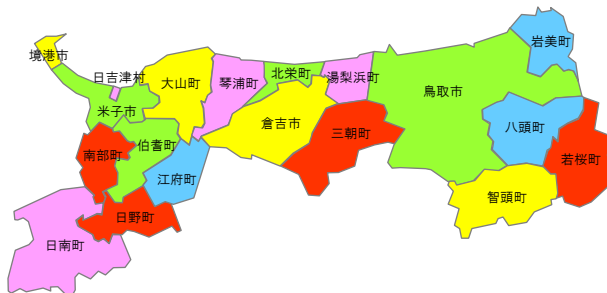 岩美町
境港市
日吉津村
大山町
琴浦町
北栄町
湯梨浜町
鳥取市
米子市
倉吉市
三朝町
八頭町
南部町
伯耆町
江府町
若桜町
智頭町
日野町
日南町